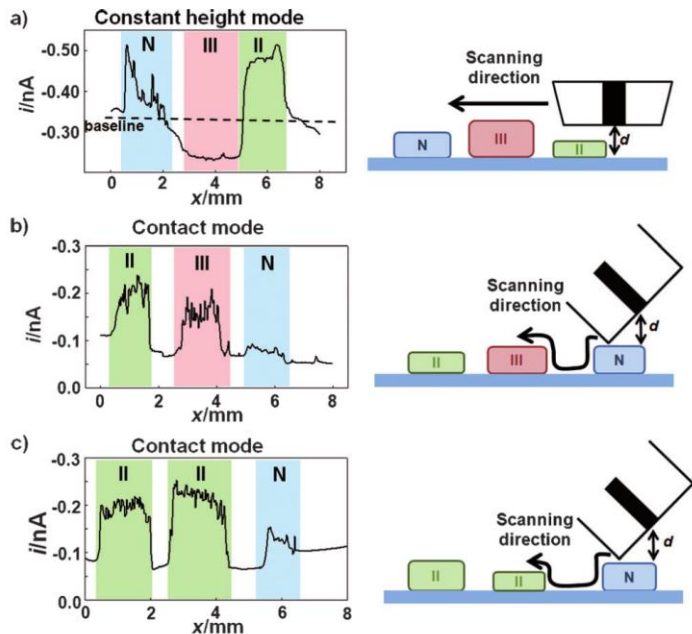 a) Constant height mode
N III II
i/nA
-0.50
-0.40
-0.30
baseline
0 2 4 6 8
x/mm
Scanning
direction
N III II d
b) Contact mode
II III N
i/nA
-0.3
-0.2
-0.1
0.0
0 2 4 6 8
x/mm
Scanning
direction
d
II III N
c) Contact mode
II II N
i/nA
-0.3
-0.2
-0.1
0.0
0 2 4 6 8
x/mm
Scanning
direction
d
II II N